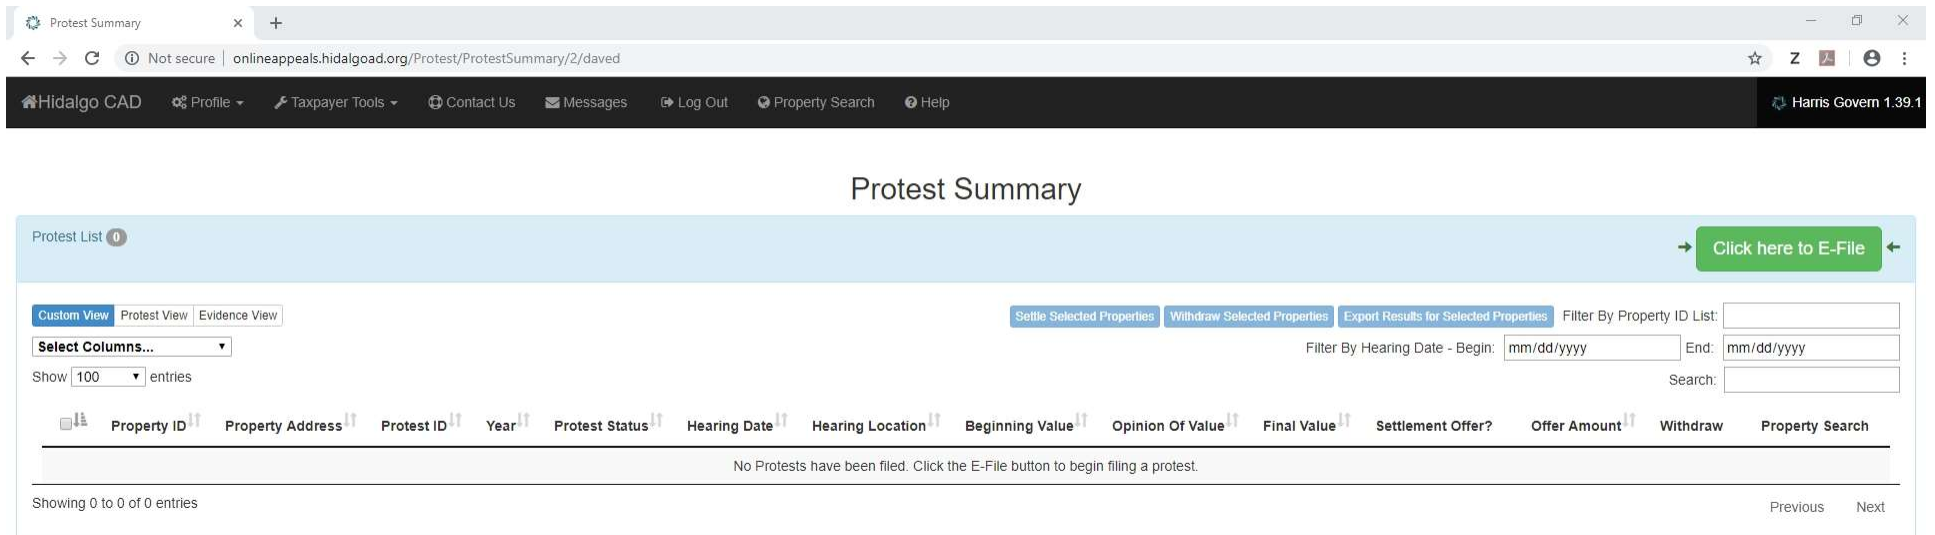 Protest Summary
Not secure | onlineappeals.hidalgoad.org/Protest/ProtestSummary/2/daved
Z
Hidalgo CAD Profile Taxpayer Tools Contact Us Messages Log Out Property Search Help Harris Govern 1.39.1
Protest Summary
Protest List 0 Click here to E-File
Custom View Protest View Evidence View Settle Selected Properties Withdraw Selected Properties Export Results for Selected Properties Filter By Property ID List:
Select Columns... Filter By Hearing Date - Begin: mm/dd/yyyy End: mm/dd/yyyy
Show 100 entries Search:
Property ID Property Address Protest ID Year Protest Status Hearing Date Hearing Location Beginning Value Opinion Of Value Final Value Settlement Offer? Offer Amount Withdraw Property Search
No Protests have been filed. Click the E-File button to begin filing a protest.
Showing 0 to 0 of 0 entries Previous Next